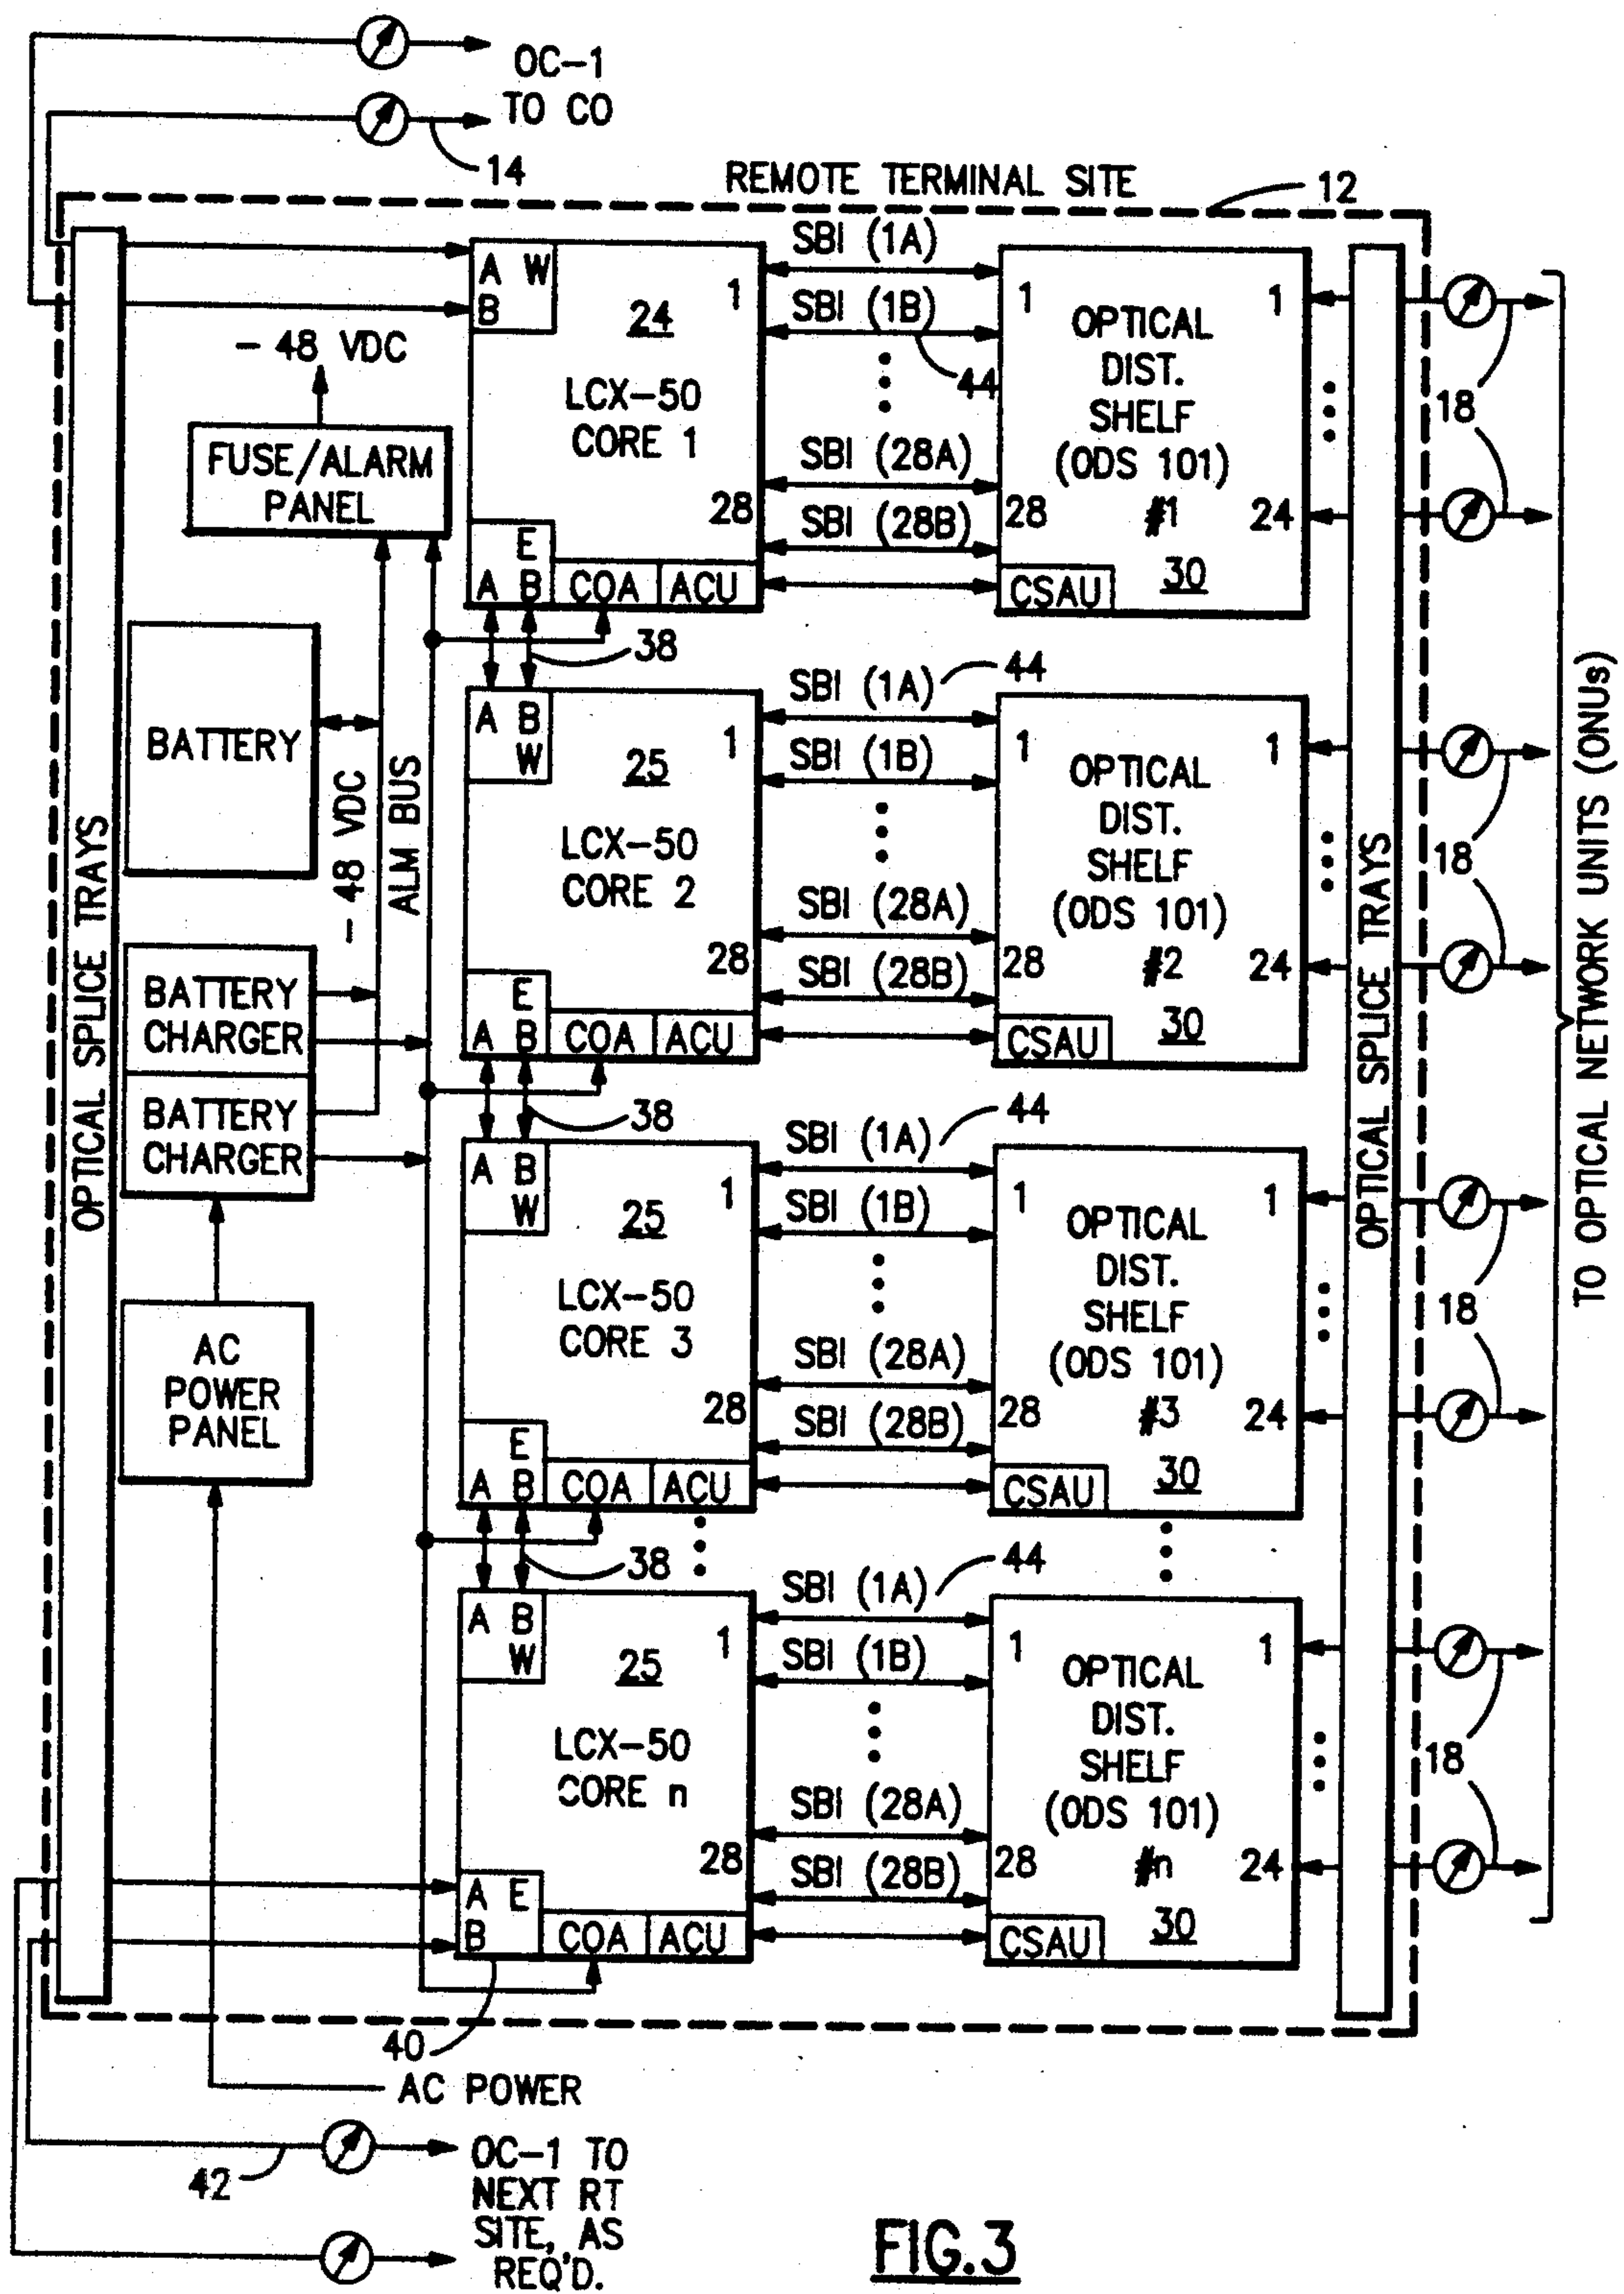 OC-1
TO CO
14
REMOTE TERMINAL SITE
12
OPTICAL SPLICE TRAYS
- 48 VDC
FUSE/ALARM
PANEL
BATTERY
- 48 VDC
ALM BUS
BATTERY
CHARGER
BATTERY
CHARGER
AC
POWER
PANEL
A W
B
24
1
LCX-50
CORE 1
28
E
A B
COA
ACU
SBI (1A)
SBI (1B)
44
SBI (28A)
SBI (28B)
1
OPTICAL
DIST.
SHELF
(ODS 101)
#1
28
30
CSAU
1
24
18
38
A B
W
25
1
LCX-50
CORE 2
28
E
A B
COA
ACU
SBI (1A)
44
SBI (1B)
SBI (28A)
SBI (28B)
1
OPTICAL
DIST.
SHELF
(ODS 101)
#2
28
30
CSAU
1
24
18
38
A B
W
25
1
LCX-50
CORE 3
28
E
A B
COA
ACU
SBI (1A)
44
SBI (1B)
SBI (28A)
SBI (28B)
1
OPTICAL
DIST.
SHELF
(ODS 101)
#3
28
30
CSAU
1
24
18
38
A B
W
25
1
LCX-50
CORE n
28
A E
B
COA
ACU
SBI (1A)
44
SBI (1B)
SBI (28A)
SBI (28B)
1
OPTICAL
DIST.
SHELF
(ODS 101)
#n
28
30
CSAU
1
24
18
OPTICAL SPLICE TRAYS
TO OPTICAL NETWORK UNITS (ONUs)
40
AC POWER
42
OC-1 TO
NEXT RT
SITE, AS
REQ'D.
FIG.3